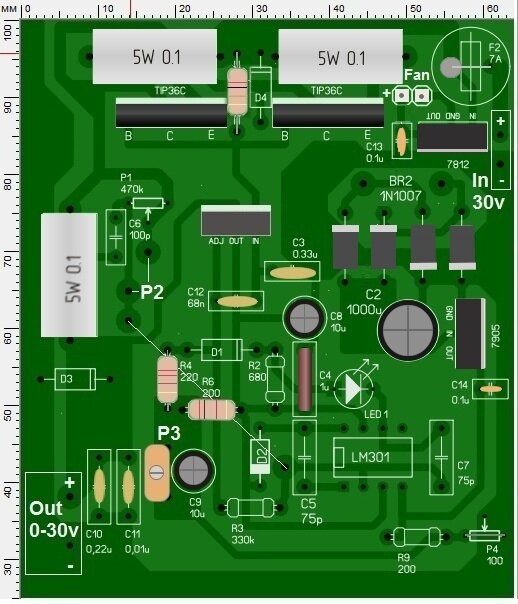 мм 0 10 20 30 40 50 60
100
90
80
70
60
50
40
30
5W 0.1
5W 0.1
F2
7A
Fan
+
TIP36C
D4
TIP36C
B C E
B C E
C13
0.1u
IN GND OUT
7812
+
-
In
30v
BR2
1N1007
P1
470k
C6
100p
ADJ OUT IN
5W 0.1
P2
C3
0.33u
C12
68n
C8
10u
C2
1000u
IN GND OUT
7905
D1
R4
220
R6
200
R2
680
C4
1u
LED 1
C14
0.1u
D3
P3
D2
LM301
C7
75p
C5
75p
Out
0-30v
+
-
C10
0,22u
C11
0,01u
C9
10u
R3
330k
R9
200
P4
100